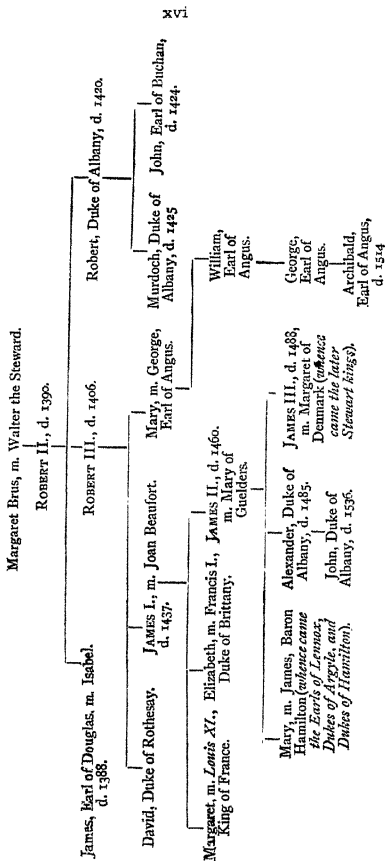 xvi
Margaret Brus, m. Walter the Steward.
ROBERT II., d. 1390.
James, Earl of Douglas, m. Isabel.
d. 1388.
ROBERT III., d. 1406.
Robert, Duke of Albany, d. 1420.
David, Duke of Rothesay.
JAMES I., m. Joan Beaufort.
d. 1437.
Mary, m. George,
Earl of Angus.
Murdoch, Duke of
Albany, d. 1425
John, Earl of Buchan,
d. 1424.
Margaret, m. Louis XI.,
King of France.
Elizabeth, m. Francis I.,
Duke of Brittany.
JAMES II., d. 1460.
m. Mary of
Guelders.
William,
Earl of
Angus.
Mary, m. James, Baron
Hamilton (whence came
the Earls of Lennox,
Dukes of Argyle, and
Dukes of Hamilton).
Alexander, Duke of
Albany, d. 1485.
John, Duke of
Albany, d. 1536.
JAMES III., d. 1488,
m. Margaret of
Denmark (whence
came the later
Stewart kings).
George,
Earl of
Angus.
Archibald,
Earl of Angus,
d. 1514